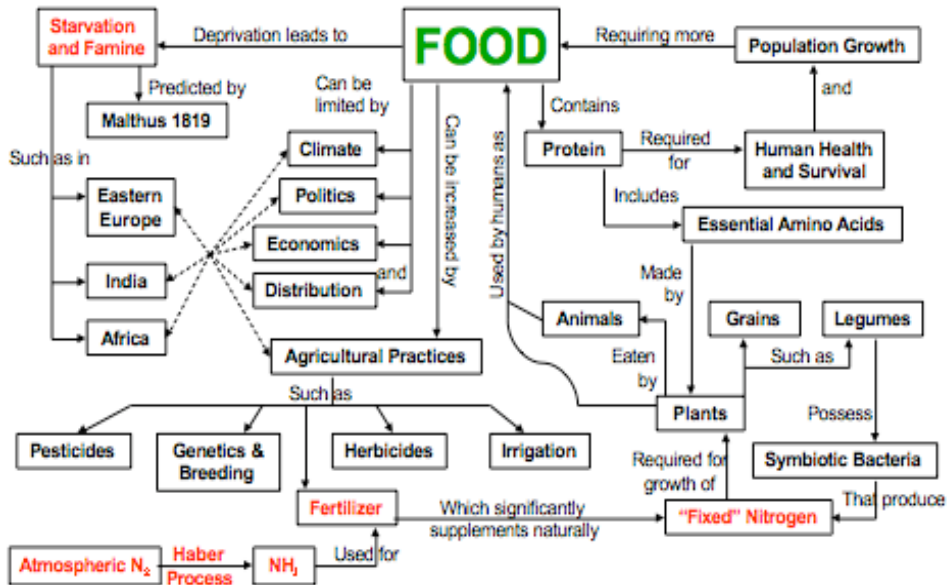 Starvation
and Famine
Deprivation leads to
FOOD
Requiring more
Population Growth
Predicted by
Malthus 1819
Can be
limited by
Can be increased by
Contains
and
Such as in
Climate
Protein
Required
for
Human Health
and Survival
Eastern
Europe
Politics
Used by humans as
Includes
Essential Amino Acids
Economics
India
and
Distribution
Made
by
Africa
Animals
Grains
Legumes
Agricultural Practices
Eaten
by
Such as
Such as
Plants
Possess
Pesticides
Genetics &
Breeding
Herbicides
Irrigation
Required for
growth of
Symbiotic Bacteria
Fertilizer
Which significantly
supplements naturally
"Fixed" Nitrogen
That produce
Atmospheric N₂
Haber
Process
NH₃
Used for